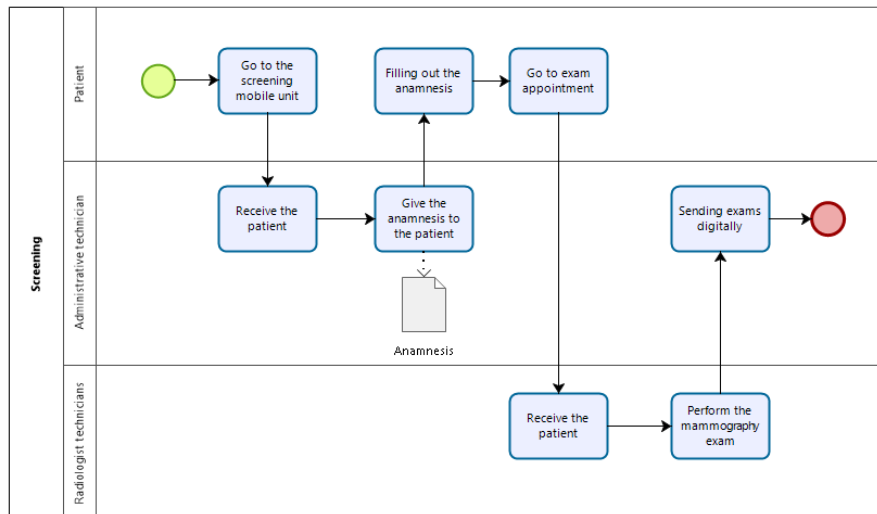 Screening
Patient
Go to the
screening
mobile unit
Filling out the
anamnesis
Go to exam
appointment
Administrative technician
Receive the
patient
Give the
anamnesis to
the patient
Sending exams
digitally
Anamnesis
Radiologist technicians
Receive the
patient
Perform the
mammography
exam